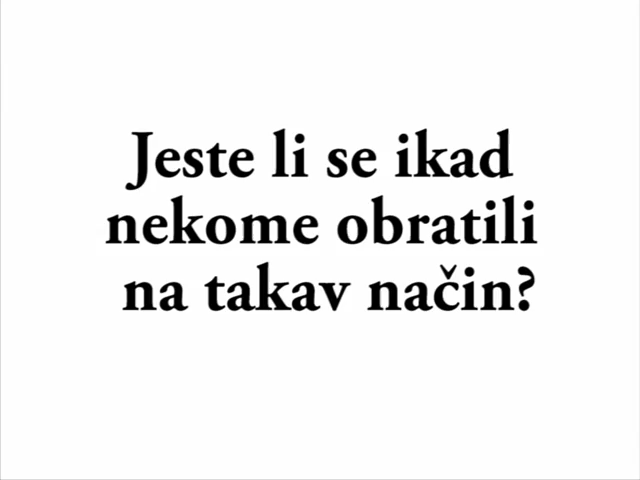 Jeste li se ikad
nekome obratili
na takav način?